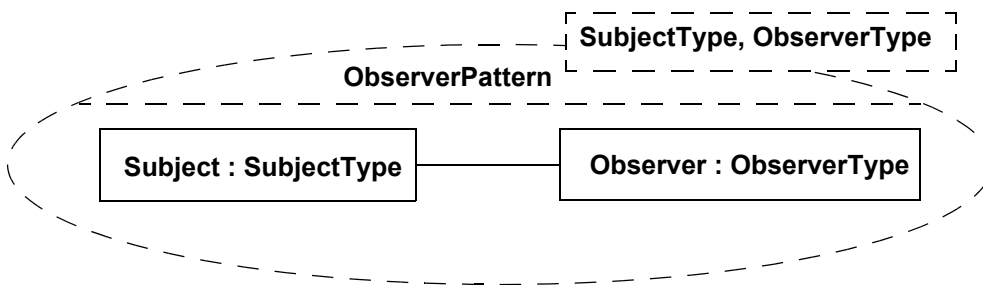 SubjectType, ObserverType
ObserverPattern
Subject : SubjectType
Observer : ObserverType